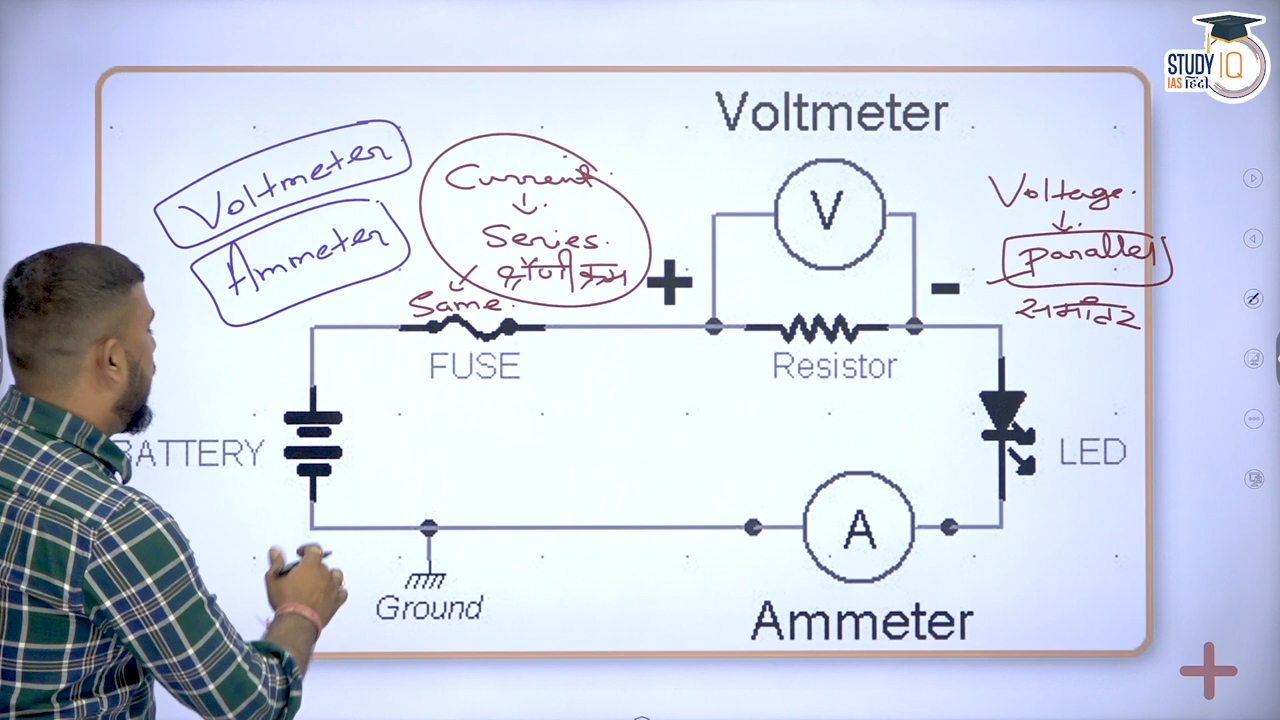 STUDY IQ
IAS हिंदी
Voltmeter
V
Voltmeter
Ammeter
Current
Series
श्रेणीक्रम
Same
+
-
Voltage
parallel
समांतर
FUSE
Resistor
BATTERY
LED
A
Ground
Ammeter